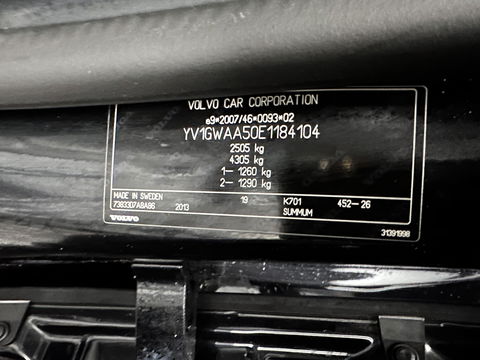 VOLVO CAR CORPORATION
e9*2007/46*0093*02
YV1GWAA50E1184104
2505 kg
4305 kg
1– 1260 kg
2– 1290 kg
MADE IN SWEDEN 19 K701 452-26
7383307ABA96 2013 SUMMUM
VOLVO 31391998